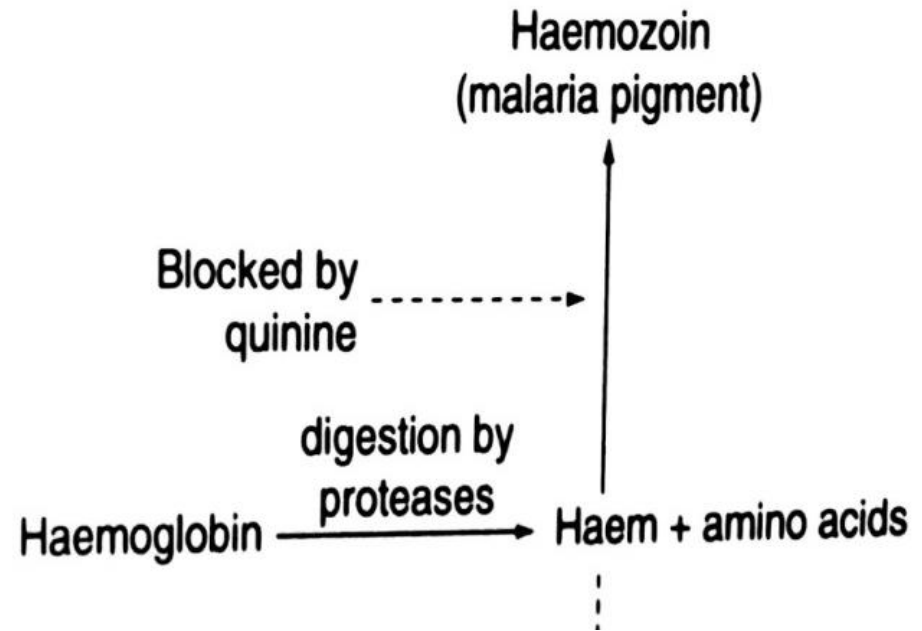 Haemozoin
(malaria pigment)
Blocked by
quinine
digestion by
proteases
Haemoglobin
Haem + amino acids